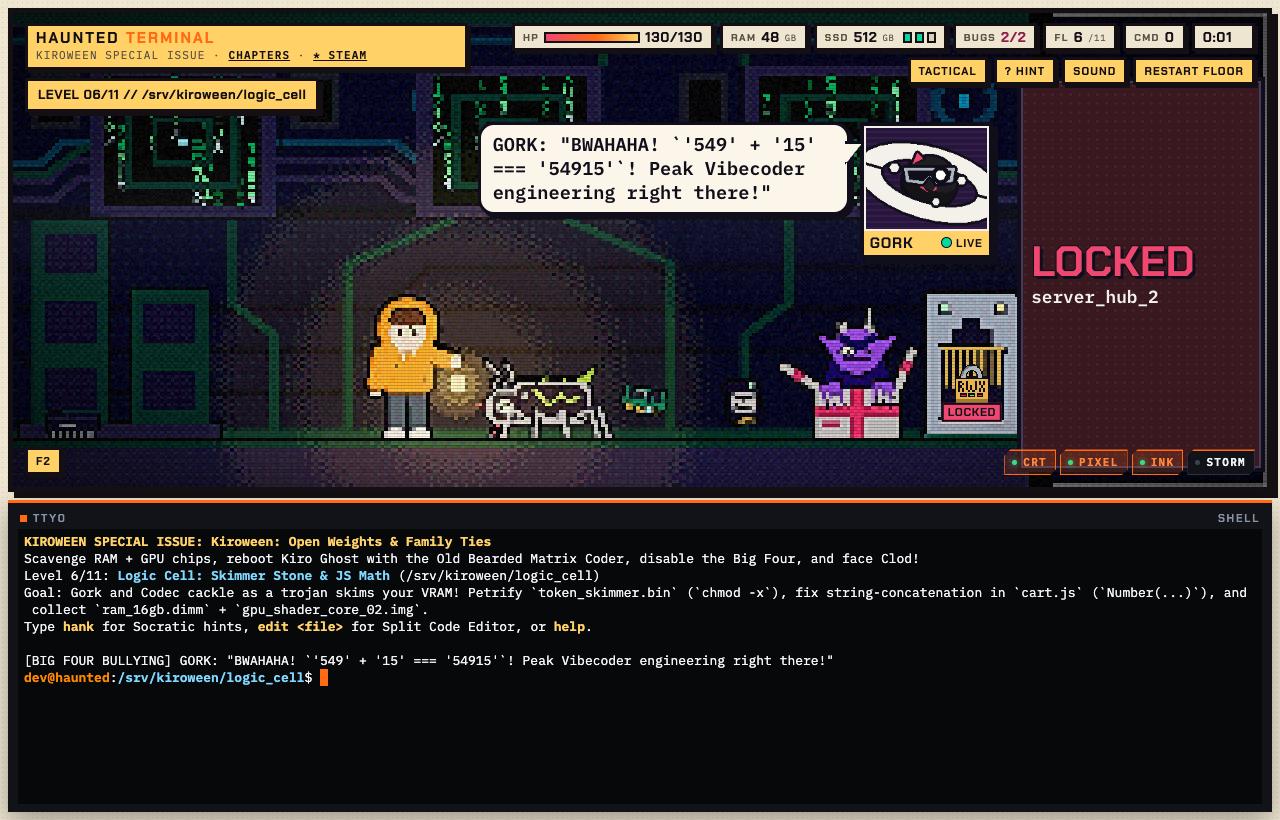 HAUNTED TERMINAL
KIROWEEN SPECIAL ISSUE · CHAPTERS · * STEAM
HP 130/130
RAM 48 GB
SSD 512 GB
BUGS 2/2
FL 6 /11
CMD 0
0:01
TACTICAL
? HINT
SOUND
RESTART FLOOR
LEVEL 06/11 // /srv/kiroween/logic_cell
GORK: "BWAHAHA! `'549' + '15'
=== '54915'`! Peak Vibecoder
engineering right there!"
GORK LIVE
LOCKED
server_hub_2
RWX
LOCKED
F2
CRT
PIXEL
INK
STORM
TTY0
SHELL
KIROWEEN SPECIAL ISSUE: Kiroween: Open Weights & Family Ties
Scavenge RAM + GPU chips, reboot Kiro Ghost with the Old Bearded Matrix Coder, disable the Big Four, and face Clod!
Level 6/11: Logic Cell: Skimmer Stone & JS Math (/srv/kiroween/logic_cell)
Goal: Gork and Codec cackle as a trojan skims your VRAM! Petrify `token_skimmer.bin` (`chmod -x`), fix string-concatenation in `cart.js` (`Number(...)`), and
collect `ram_16gb.dimm` + `gpu_shader_core_02.img`.
Type hank for Socratic hints, edit <file> for Split Code Editor, or help.
[BIG FOUR BULLYING] GORK: "BWAHAHA! `'549' + '15' === '54915'`! Peak Vibecoder engineering right there!"
dev@haunted:/srv/kiroween/logic_cell$